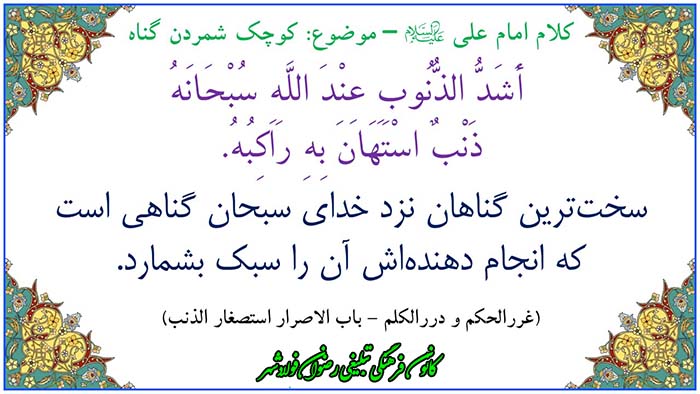 کلام امام علی علیه‌السلام – موضوع: کوچک شمردن گناه
أَشَدُّ الذُّنُوبِ عِنْدَ اللَّهِ سُبْحَانَهُ
ذَنْبٌ اسْتَهَانَ بِهِ رَاكِبُهُ.
سخت‌ترین گناهان نزد خدای سبحان گناهی است
که انجام دهنده‌اش آن را سبک بشمارد.
(غررالحکم و دررالکلم – باب الاصرار استصغار الذنب)
کانون فرهنگی تبلیغی رضوان فولادشهر